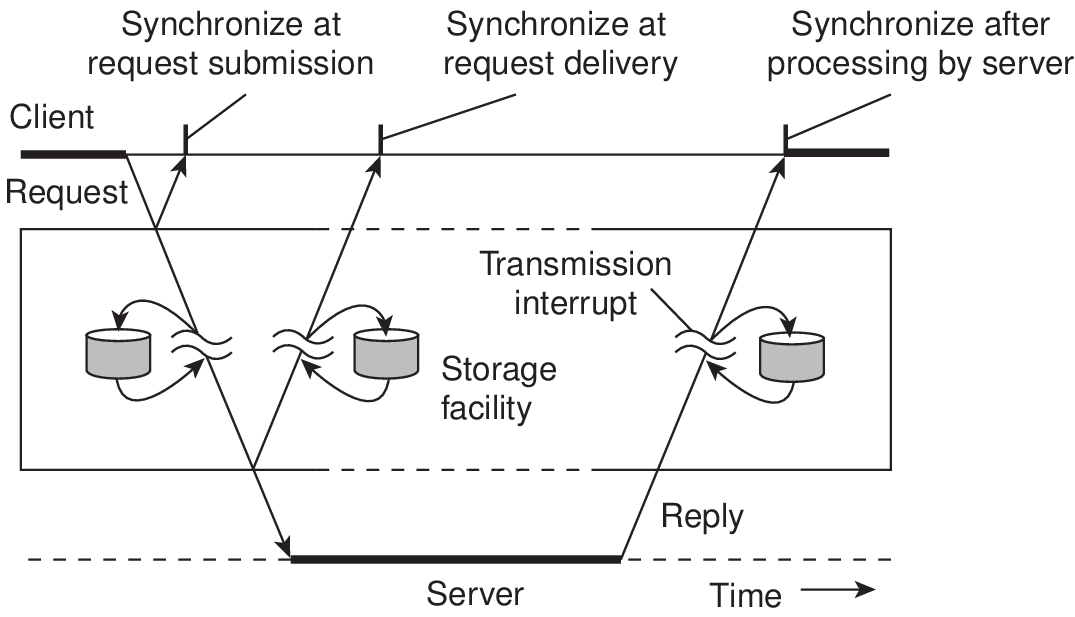 Synchronize at
request submission
Synchronize at
request delivery
Synchronize after
processing by server
Client
Request
Transmission
interrupt
Storage
facility
Reply
Server
Time